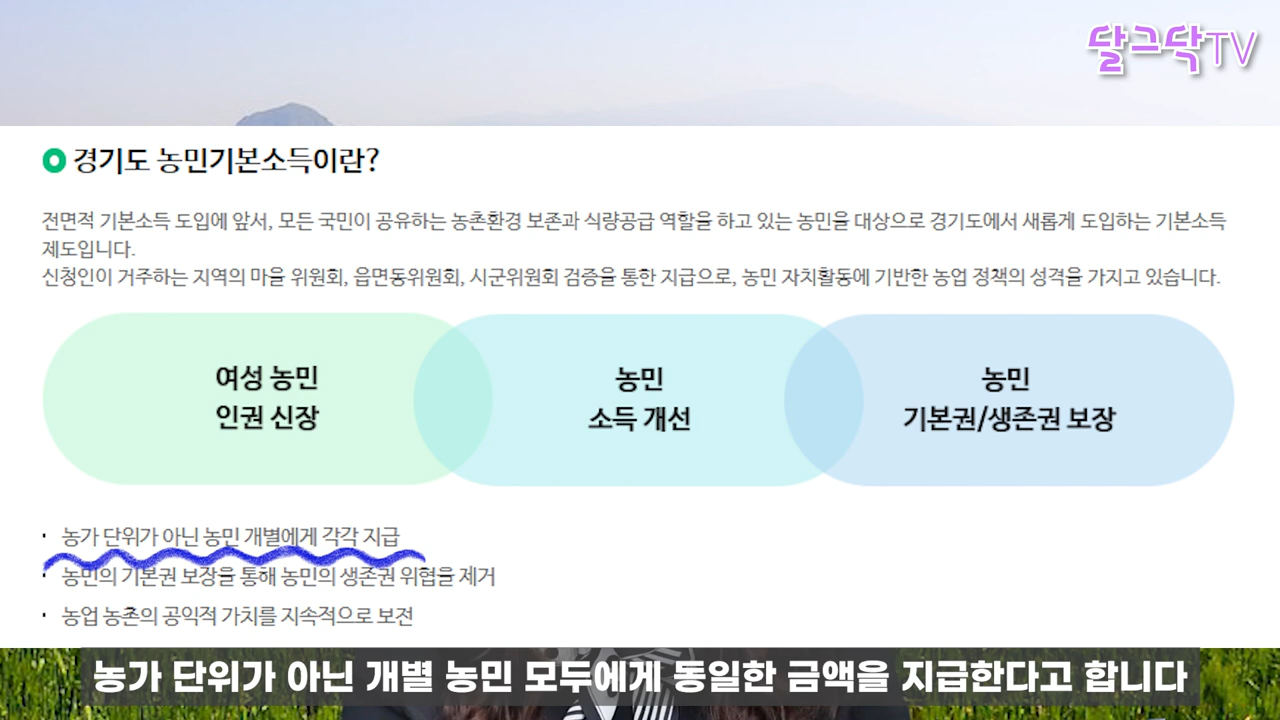 달그닥TV
경기도 농민기본소득이란?
전면적 기본소득 도입에 앞서, 모든 국민이 공유하는 농촌환경 보존과 식량공급 역할을 하고 있는 농민을 대상으로 경기도에서 새롭게 도입하는 기본소득
제도입니다.
신청인이 거주하는 지역의 마을 위원회, 읍면동위원회, 시군위원회 검증을 통한 지급으로, 농민 자치활동에 기반한 농업 정책의 성격을 가지고 있습니다.
여성 농민
인권 신장
농민
소득 개선
농민
기본권/생존권 보장
· 농가 단위가 아닌 농민 개별에게 각각 지급
· 농민의 기본권 보장을 통해 농민의 생존권 위협을 제거
· 농업 농촌의 공익적 가치를 지속적으로 보전
농가 단위가 아닌 개별 농민 모두에게 동일한 금액을 지급한다고 합니다